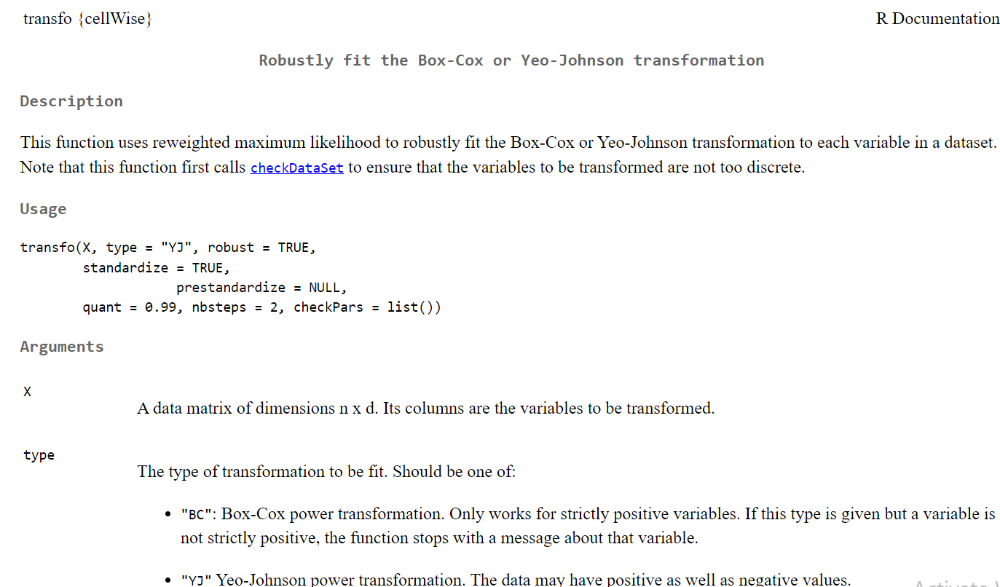 transfo {cellWise}
R Documentation
Robustly fit the Box-Cox or Yeo-Johnson transformation
Description
This function uses reweighted maximum likelihood to robustly fit the Box-Cox or Yeo-Johnson transformation to each variable in a dataset.
Note that this function first calls checkDataSet to ensure that the variables to be transformed are not too discrete.
Usage
transfo(X, type = "YJ", robust = TRUE,
standardize = TRUE,
prestandardize = NULL,
quant = 0.99, nbsteps = 2, checkPars = list())
Arguments
X
A data matrix of dimensions n x d. Its columns are the variables to be transformed.
type
The type of transformation to be fit. Should be one of:
• "BC": Box-Cox power transformation. Only works for strictly positive variables. If this type is given but a variable is
not strictly positive, the function stops with a message about that variable.
• "YJ" Yeo-Johnson power transformation. The data may have positive as well as negative values.